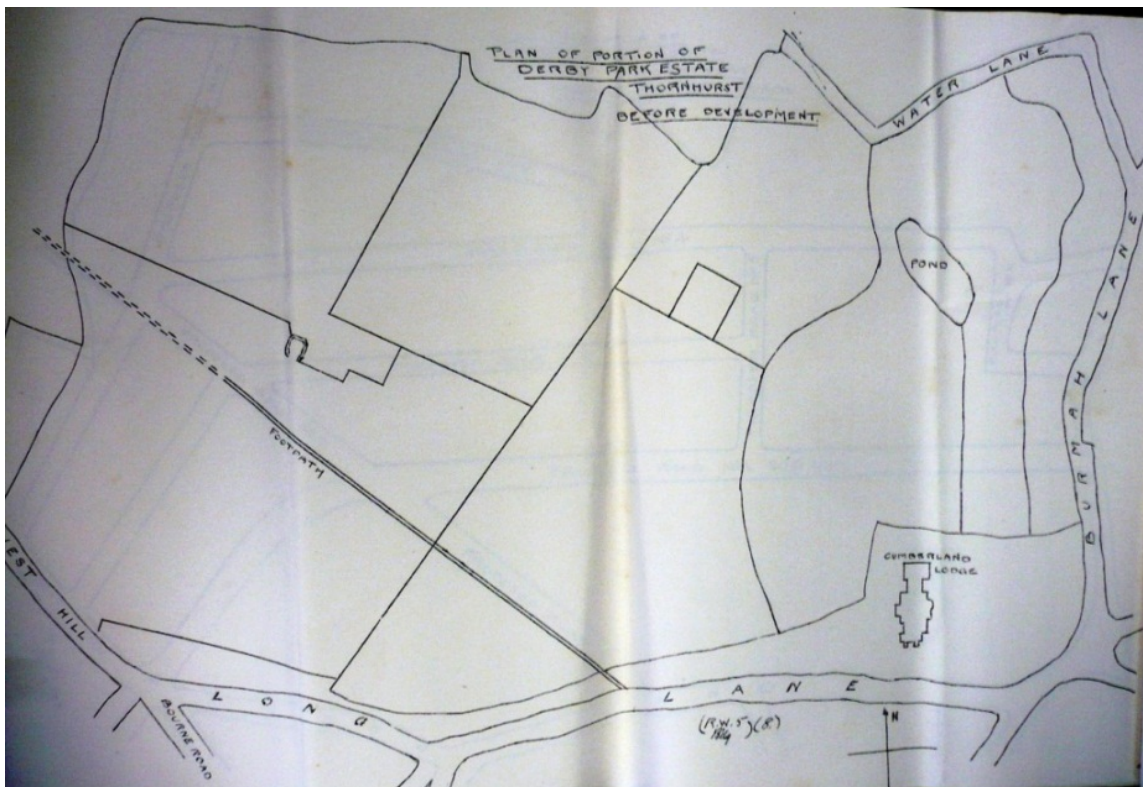 PLAN OF PORTION OF
DERBY PARK ESTATE
THORNHURST
BEFORE DEVELOPMENT
WATER LANE
POND
BURMAH LANE
FOOTPATH
CUMBERLAND
LODGE
WEST HILL
LONG LANE
BOURNE ROAD
N